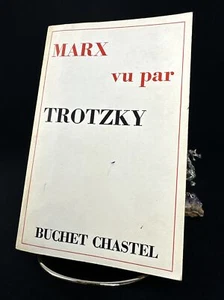 MARX
vu par
TROTZKY
BUCHET CHASTEL